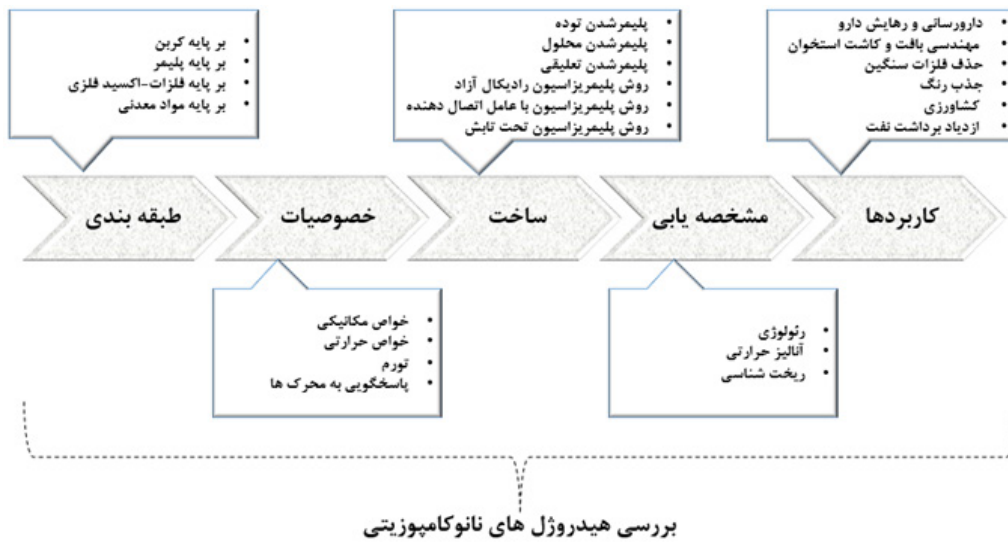 بر پایه کربن
بر پایه پلیمر
بر پایه فلزات-اکسید فلزی
بر پایه مواد معدنی
پلیمرشدن توده
پلیمرشدن محلول
پلیمرشدن تعلیقی
روش پلیمریزاسیون رادیکال آزاد
روش پلیمریزاسیون با عامل اتصال دهنده
روش پلیمریزاسیون تحت تابش
دارورسانی و رهایش دارو
مهندسی بافت و کاشت استخوان
حذف فلزات سنگین
جذب رنگ
کشاورزی
ازدیاد برداشت نفت
طبقه بندی
خصوصیات
ساخت
مشخصه یابی
کاربردها
خواص مکانیکی
خواص حرارتی
تورم
پاسخگویی به محرک ها
رئولوژی
آنالیز حرارتی
ریخت شناسی
بررسی هیدروژل های نانوکامپوزیتی